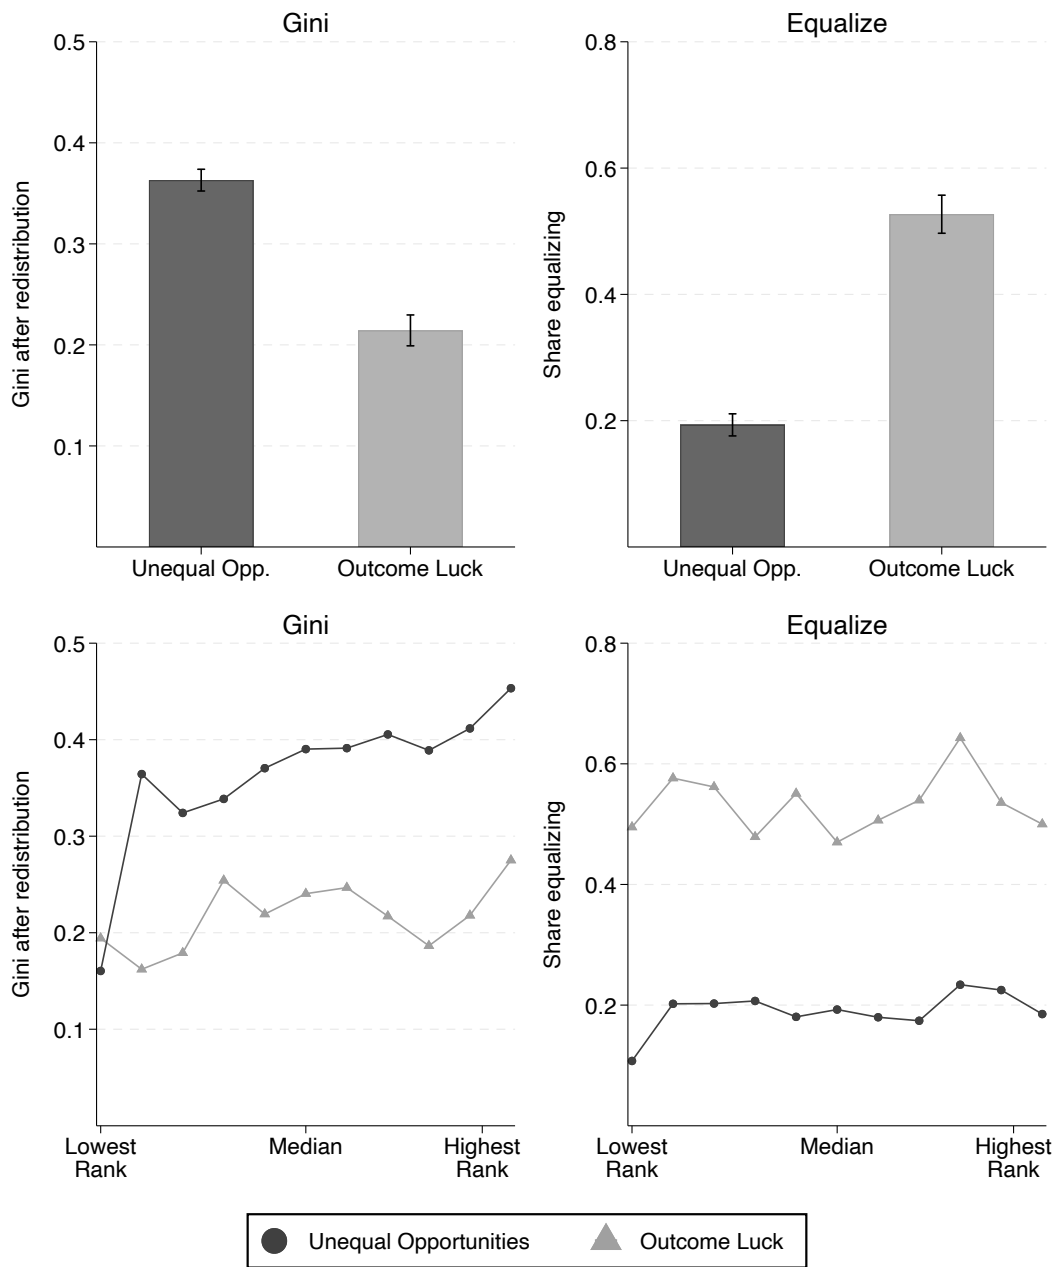 Gini
Gini after redistribution
0.5
0.4
0.3
0.2
0.1
Unequal Opp.
Outcome Luck
Equalize
Share equalizing
0.8
0.6
0.4
0.2
Unequal Opp.
Outcome Luck
Gini
Gini after redistribution
0.5
0.4
0.3
0.2
0.1
Lowest
Rank
Median
Highest
Rank
Equalize
Share equalizing
0.8
0.6
0.4
0.2
Lowest
Rank
Median
Highest
Rank
Unequal Opportunities
Outcome Luck